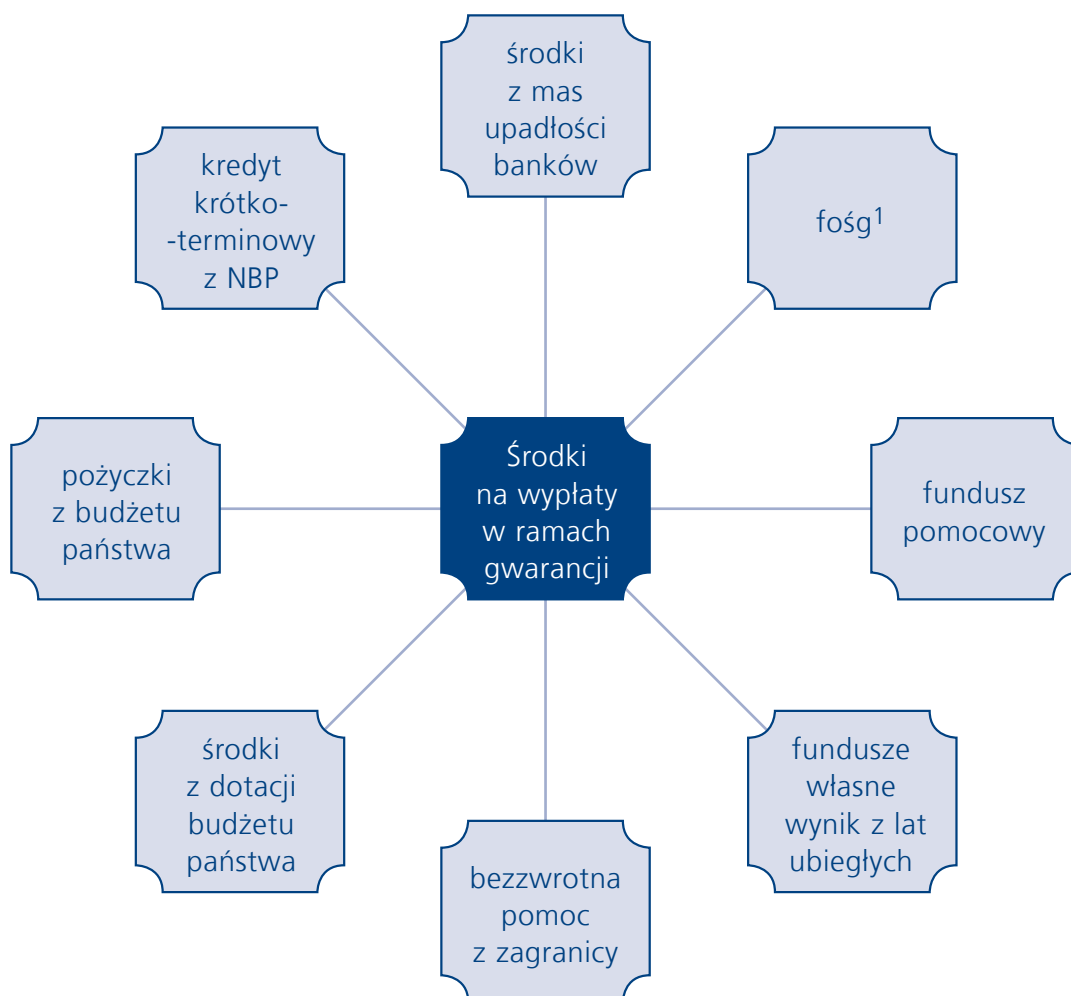 środki
z mas
upadłości
banków
kredyt
krótko-
-terminowy
z NBP
fośg¹
pożyczki
z budżetu
państwa
Środki
na wypłaty
w ramach
gwarancji
fundusz
pomocowy
środki
z dotacji
budżetu
państwa
fundusze
własne
wynik z lat
ubiegłych
bezzwrotna
pomoc
z zagranicy